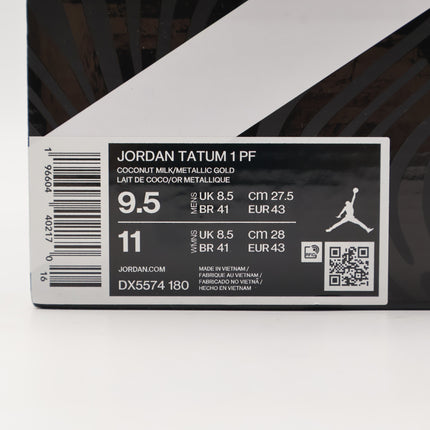 JORDAN TATUM 1 PF
COCONUT MILK/METALLIC GOLD
LAIT DE COCO/OR METALLIQUE
9.5 MENS UK 8.5 CM 27.5
BR 41 EUR 43
11 WMNS UK 8.5 CM 28
BR 41 EUR 43
JORDAN.COM
DX5574 180
MADE IN VIETNAM /
FABRIQUE AU VIETNAM /
FABRICADO NO VIETNÃ /
HECHO EN VIETNAM
1 96604 40217 0
16